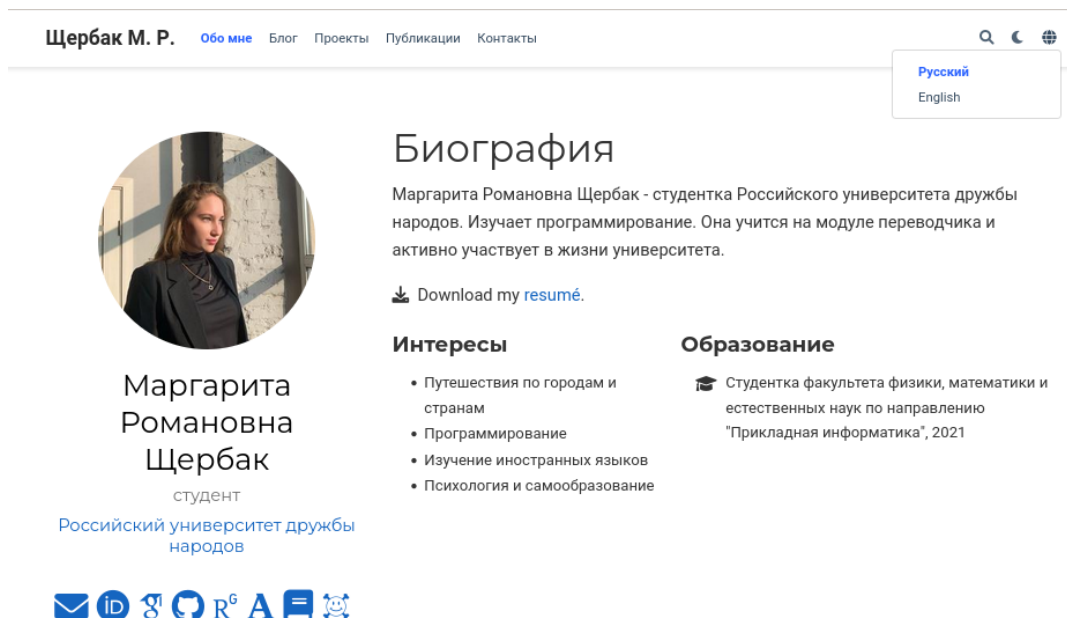 Щербак М. Р. Обо мне Блог Проекты Публикации Контакты
Русский
English
Биография
Маргарита Романовна Щербак - студентка Российского университета дружбы
народов. Изучает программирование. Она учится на модуле переводчика и
активно участвует в жизни университета.
Download my resumé.
Интересы
Путешествия по городам и
странам
Программирование
Изучение иностранных языков
Психология и самообразование
Образование
Студентка факультета физики, математики и
естественных наук по направлению
"Прикладная информатика", 2021
Маргарита
Романовна
Щербак
студент
Российский университет дружбы
народов
iD R G A